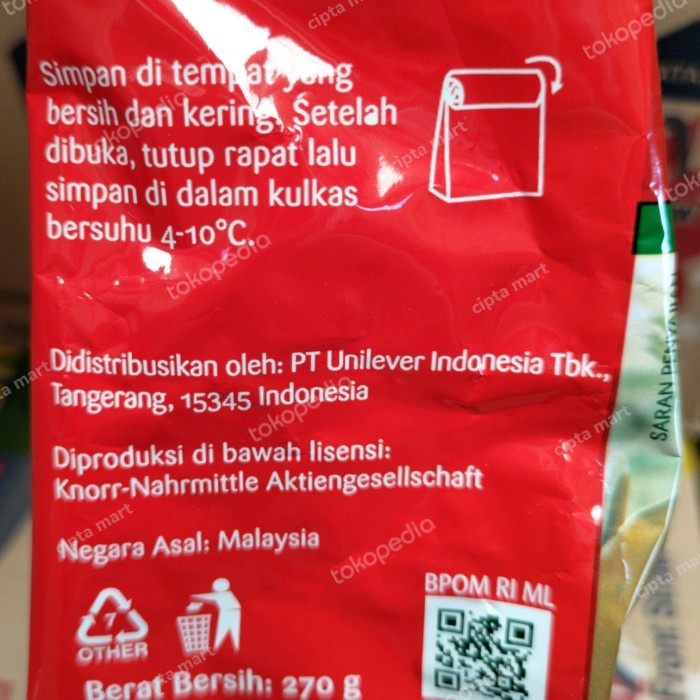 Simpan di tempat yang
bersih dan kering. Setelah
dibuka, tutup rapat lalu
simpan di dalam kulkas
bersuhu 4-10°C.
Didistribusikan oleh: PT Unilever Indonesia Tbk.,
Tangerang, 15345 Indonesia
Diproduksi di bawah lisensi:
Knorr-Nahrmittle Aktiengesellschaft
Negara Asal: Malaysia
7
OTHER
BPOM RI ML
Berat Bersih: 270 g
SARAN PENYAJIAN
tokopedia
cipta mart